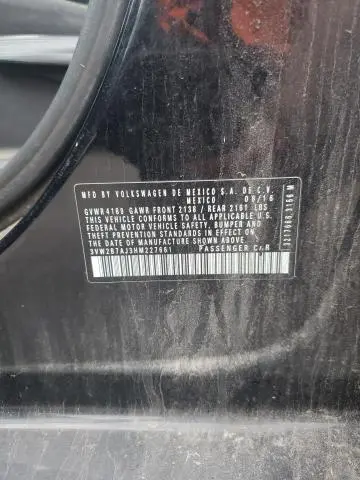 MFD BY VOLKSWAGEN DE MEXICO S.A. DE C.V.
MEXICO 09/16
GVWR 4189 GAWR FRONT 2138 / REAR 2161 LBS
THIS VEHICLE CONFORMS TO ALL APPLICABLE
FEDERAL MOTOR VEHICLE SAFETY, BUMPER AND
THEFT PREVENTION STANDARDS IN EFFECT ON
THE DATE OF MANUFACTURE SHOWN ABOVE.
3VW2B7AJ3HM227661 PASSENGER CAR